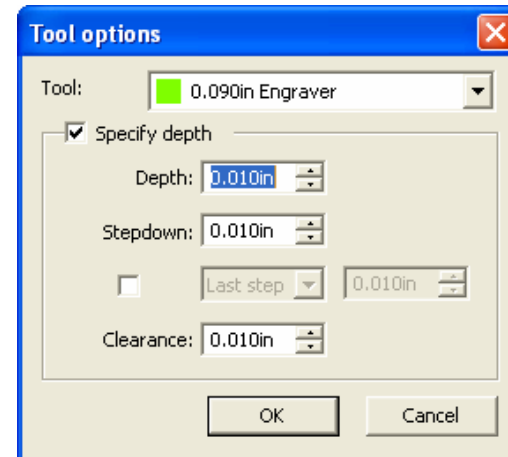 Tool options
Tool: 0.090in Engraver
Specify depth
Depth: 0.010in
Stepdown: 0.010in
Last step 0.010in
Clearance: 0.010in
OK Cancel